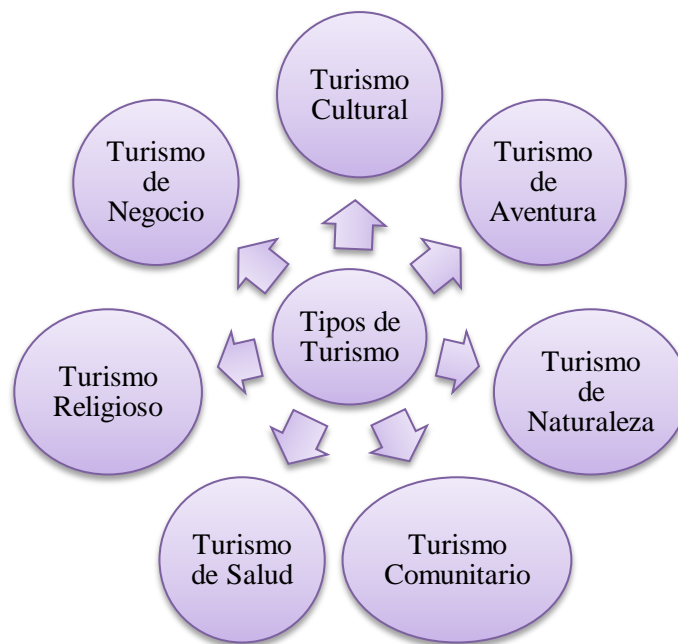 Turismo
Cultural
Turismo
de
Negocio
Turismo
de
Aventura
Tipos de
Turismo
Turismo
Religioso
Turismo
de
Naturaleza
Turismo
de Salud
Turismo
Comunitario